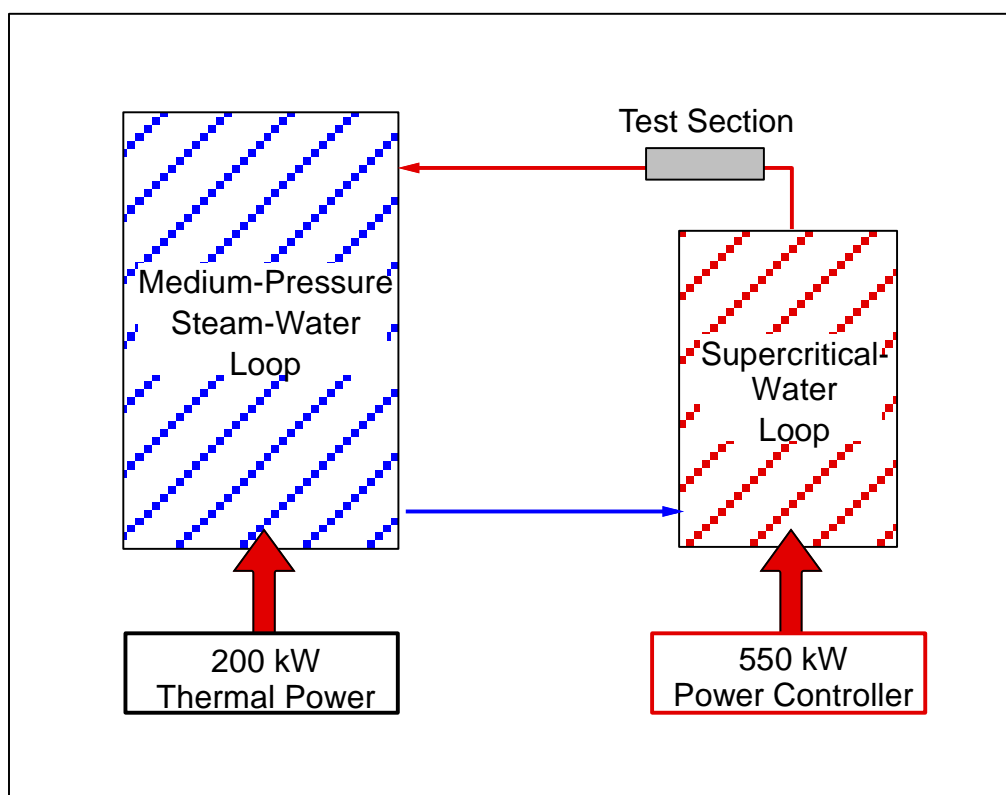 Test Section
Medium-Pressure
Steam-Water
Loop
Supercritical-
Water
Loop
200 kW
Thermal Power
550 kW
Power Controller